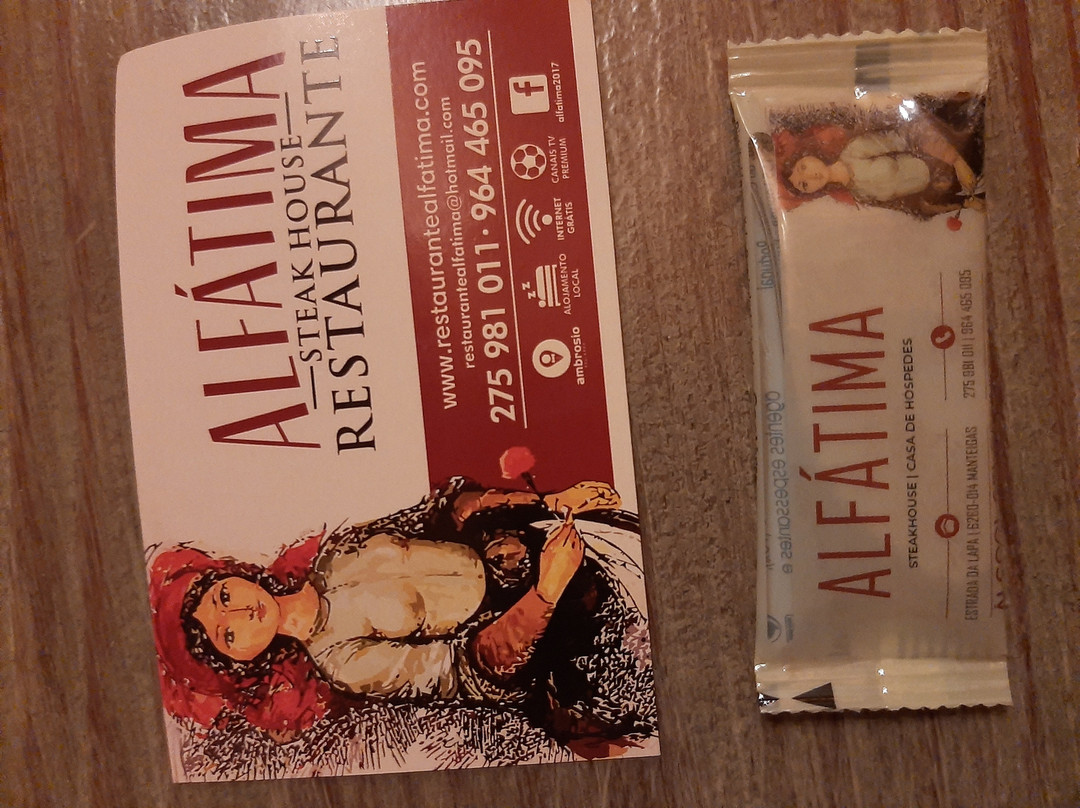 ALFÁTIMA
STEAK HOUSE
RESTAURANTE
www.restaurantealfatima.com
restaurantealfatima@hotmail.com
275 981 011 · 964 465 095
ambrosio
ALOJAMENTO
LOCAL
INTERNET
GRÁTIS
CANAIS TV
PREMIUM
f
alfatima2017
agentes espessantes e
ALFÁTIMA
STEAKHOUSE | CASA DE HOSPEDES
ESTRADA DA LAPA | 6260-014 MANTEIGAS
275 981 011 | 964 465 095